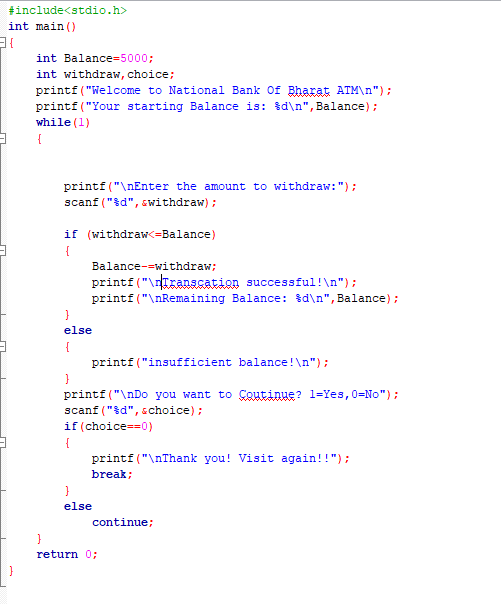 #include<stdio.h>
int main()
{
    int Balance=5000;
    int withdraw,choice;
    printf("Welcome to National Bank Of Bharat ATM\n");
    printf("Your starting Balance is: %d\n",Balance);
    while(1)
    {
        printf("\nEnter the amount to withdraw:");
        scanf("%d",&withdraw);
        if (withdraw<=Balance)
        {
            Balance-=withdraw;
            printf("\nTranscation successful!\n");
            printf("\nRemaining Balance: %d\n",Balance);
        }
        else
        {
            printf("insufficient balance!\n");
        }
        printf("\nDo you want to Coutinue? 1=Yes,0=No");
        scanf("%d",&choice);
        if(choice==0)
        {
            printf("\nThank you! Visit again!!");
            break;
        }
        else
            continue;
    }
    return 0;
}